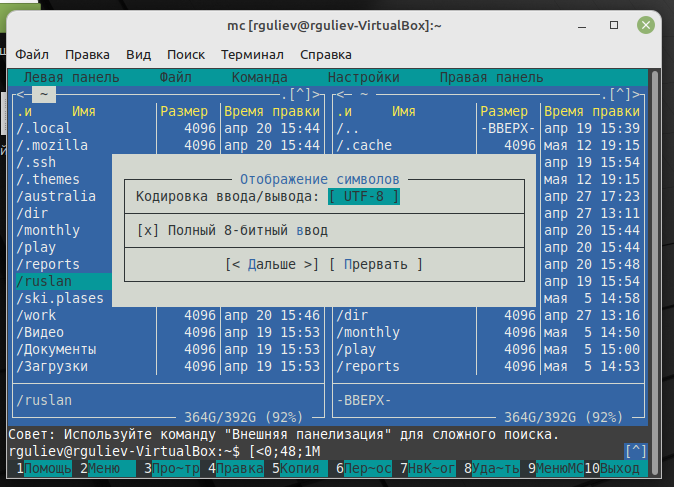 mc [rguliev@rguliev-VirtualBox]:~
Файл Правка Вид Поиск Терминал Справка
Левая панель Файл Команда Настройки Правая панель
<─ ~ ─.[^]> <─ ~ ─.[^]>
.и Имя Размер Время правки .и Имя Размер Время правки
/.local 4096 апр 20 15:44 /.. -ВВЕРХ- апр 19 15:39
/.mozilla 4096 апр 20 15:44 /.cache 4096 мая 12 19:15
/.ssh апр 19 15:54
/.themes мая 12 19:15
/australia апр 27 17:23
/dir апр 27 13:11
/monthly апр 20 15:44
/play апр 20 15:44
/reports апр 20 15:48
/ruslan апр 19 15:54
/ski.plases мая 5 14:58
/work 4096 апр 20 15:46 /dir 4096 апр 27 13:16
/Видео 4096 апр 19 15:53 /monthly 4096 мая 5 14:50
/Документы 4096 апр 19 15:53 /play 4096 мая 5 15:00
/Загрузки 4096 апр 19 15:53 /reports 4096 мая 5 14:53
Отображение символов
Кодировка ввода/вывода: [ UTF-8 ]
[x] Полный 8-битный ввод
[< Дальше >] [ Прервать ]
/ruslan -ВВЕРХ-
364G/392G (92%) 364G/392G (92%)
Совет: Используйте команду "Внешняя панелизация" для сложного поиска.
rguliev@rguliev-VirtualBox:~$ [<0;48;1M [^]
1Помощь 2Меню 3Про~тр 4Правка 5Копия 6Пер~ос 7НвК~ог 8Уда~ть 9МенюMC 10Выход